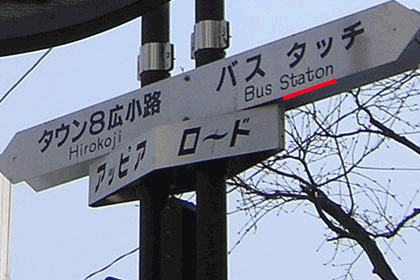 バス タッチ
Bus Staton
タウン8広小路
Hirokoji
アッピア ロ〜ド